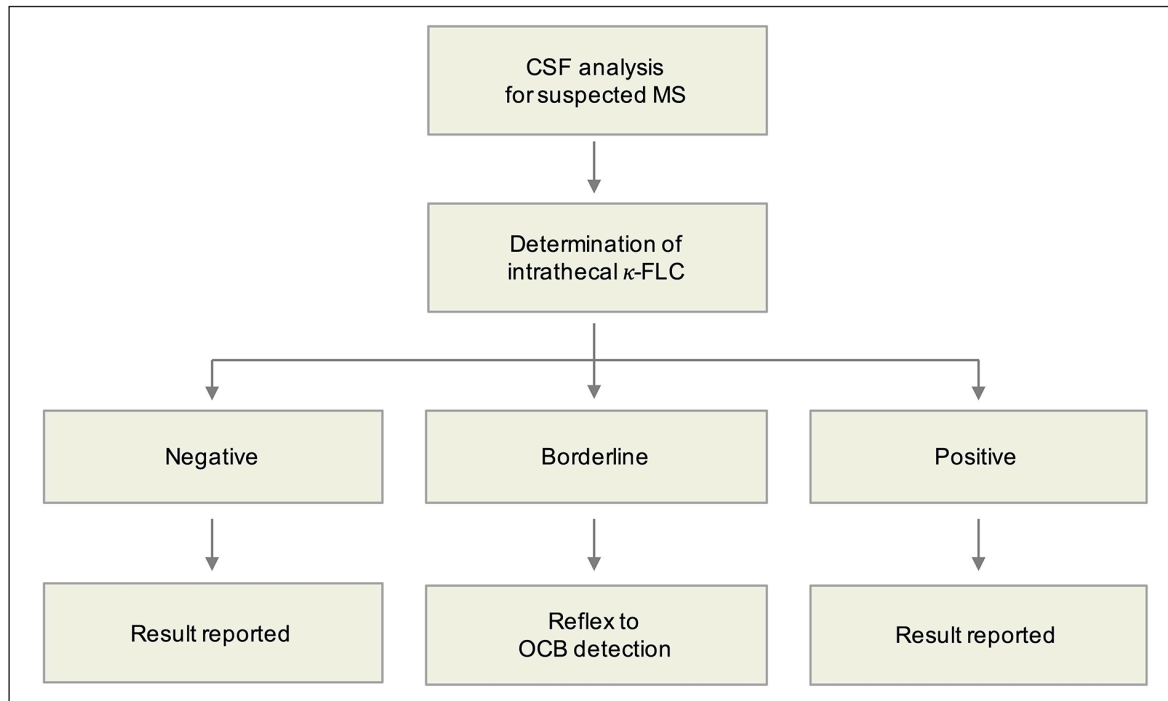 CSF analysis
for suspected MS
Determination of
intrathecal κ-FLC
Negative
Borderline
Positive
Result reported
Reflex to
OCB detection
Result reported